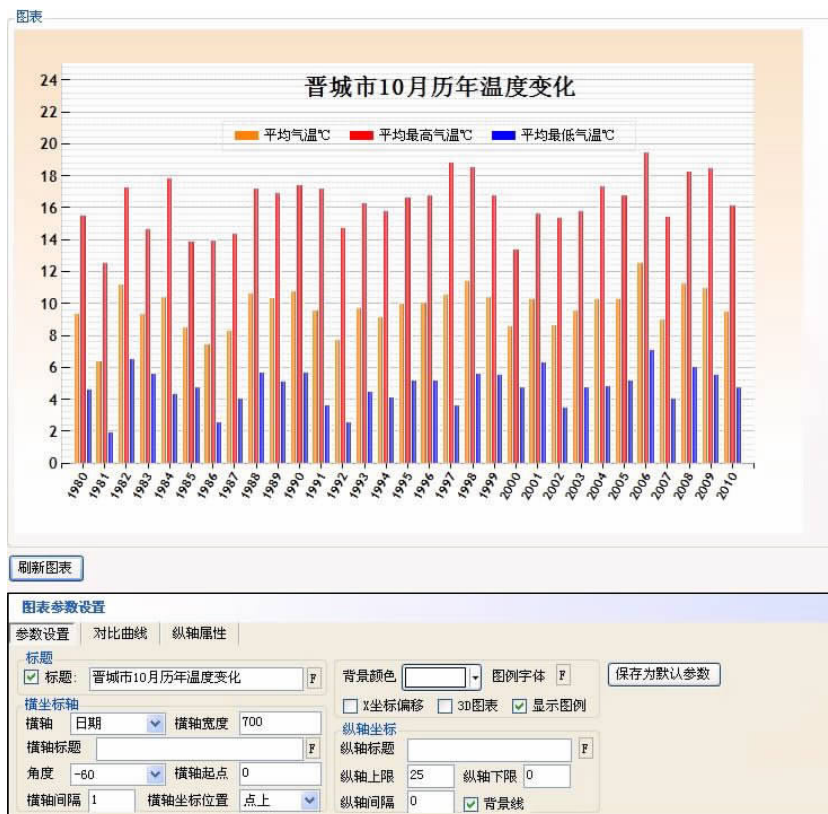 图表
晋城市10月历年温度变化
平均气温℃ 平均最高气温℃ 平均最低气温℃
24
22
20
18
16
14
12
10
8
6
4
2
0
1980 1981 1982 1983 1984 1985 1986 1987 1988 1989 1990 1991 1992 1993 1994 1995 1996 1997 1998 1999 2000 2001 2002 2003 2004 2005 2006 2007 2008 2009 2010
刷新图表
图表参数设置
参数设置 对比曲线 纵轴属性
标题
标题: 晋城市10月历年温度变化 F
背景颜色 图例字体 F
保存为默认参数
X坐标偏移 3D图表 显示图例
横坐标轴
横轴 日期 横轴宽度 700
横轴标题 F
角度 -60 横轴起点 0
横轴间隔 1 横轴坐标位置 点上
纵轴坐标
纵轴标题 F
纵轴上限 25 纵轴下限 0
纵轴间隔 0 背景线